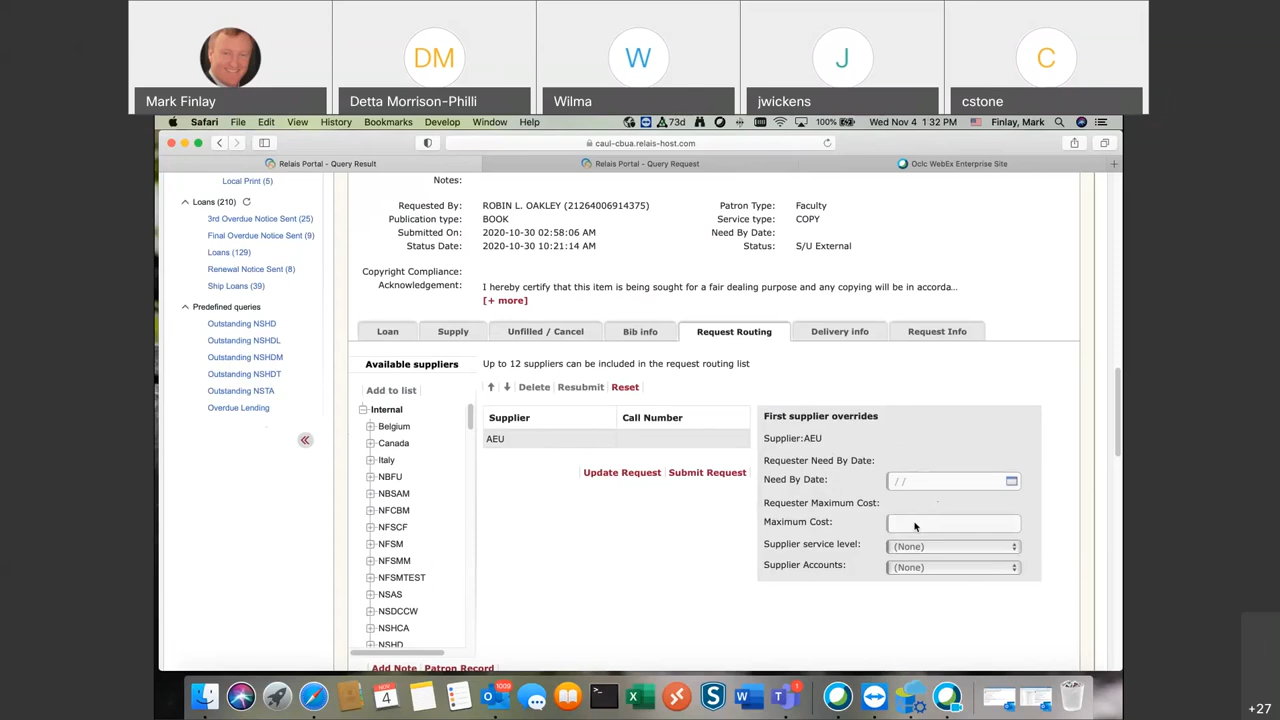 DM
W
J
C
Mark Finlay
Detta Morrison-Philli
Wilma
jwickens
cstone
Safari File Edit View History Bookmarks Develop Window Help
73d
100%
Wed Nov 4 1:32 PM Finlay, Mark
caul-cbua.relais-host.com
Relais Portal - Query Result
Relais Portal - Query Request
Oclc WebEx Enterprise Site
Local Print (5)
Loans (210)
3rd Overdue Notice Sent (25)
Final Overdue Notice Sent (9)
Loans (129)
Renewal Notice Sent (8)
Ship Loans (39)
Predefined queries
Outstanding NSHD
Outstanding NSHDL
Outstanding NSHDM
Outstanding NSHDT
Outstanding NSTA
Overdue Lending
Notes:
Requested By: ROBIN L. OAKLEY (21264006914375) Patron Type: Faculty
Publication type: BOOK Service type: COPY
Submitted On: 2020-10-30 02:58:06 AM Need By Date:
Status Date: 2020-10-30 10:21:14 AM Status: S/U External
Copyright Compliance:
Acknowledgement: I hereby certify that this item is being sought for a fair dealing purpose and any copying will be in accorda...
[+ more]
Loan Supply Unfilled / Cancel Bib info Request Routing Delivery info Request Info
Available suppliers
Add to list
Internal
Belgium
Canada
Italy
NBFU
NBSAM
NFCBM
NFSCF
NFSM
NFSMM
NFSMTEST
NSAS
NSDCCW
NSHCA
NSHD
Up to 12 suppliers can be included in the request routing list
Delete Resubmit Reset
Supplier Call Number
AEU
Update Request Submit Request
First supplier overrides
Supplier:AEU
Requester Need By Date:
Need By Date: / /
Requester Maximum Cost:
Maximum Cost:
Supplier service level: (None)
Supplier Accounts: (None)
Add Note Patron Record
NOV
4
1009
1
+27